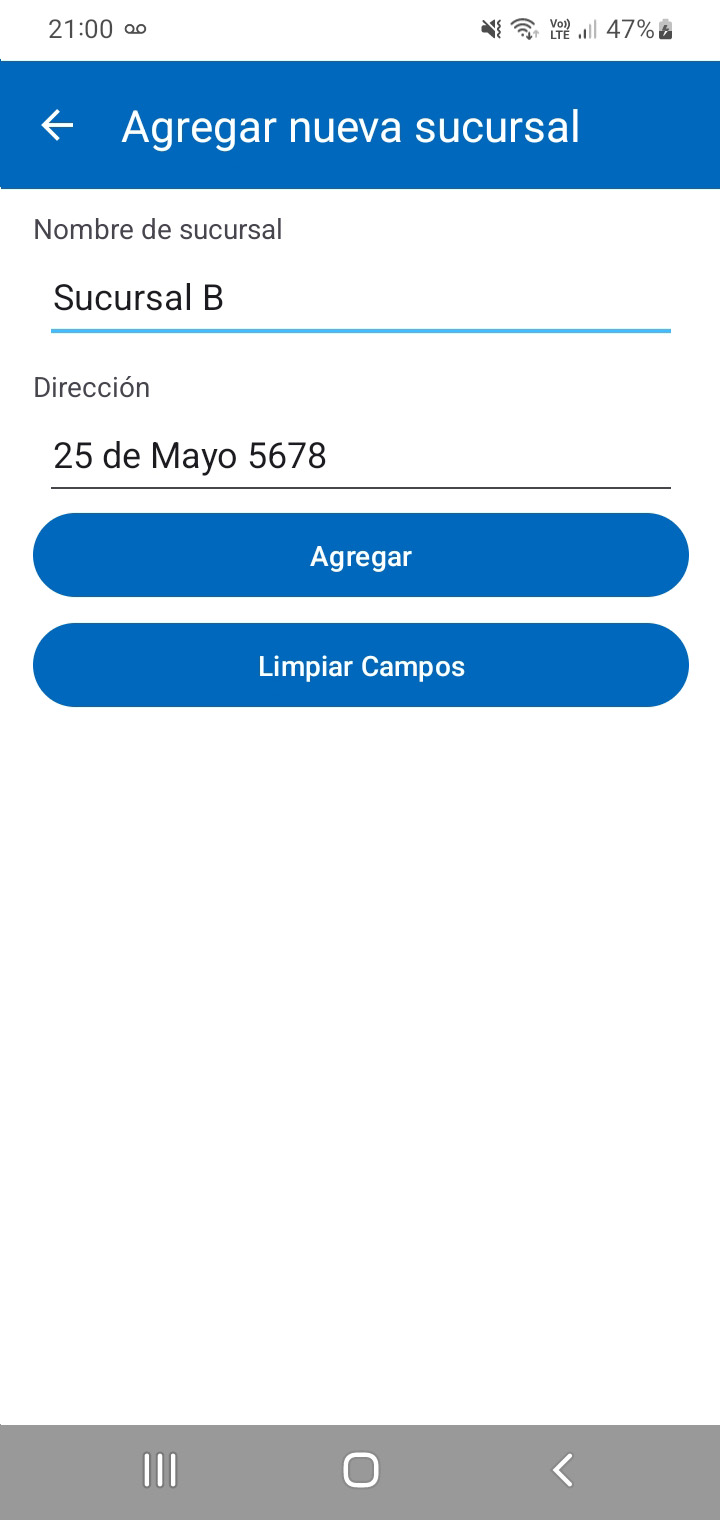 21:00
Vo)) LTE 47%
Agregar nueva sucursal
Nombre de sucursal
Sucursal B
Dirección
25 de Mayo 5678
Agregar
Limpiar Campos